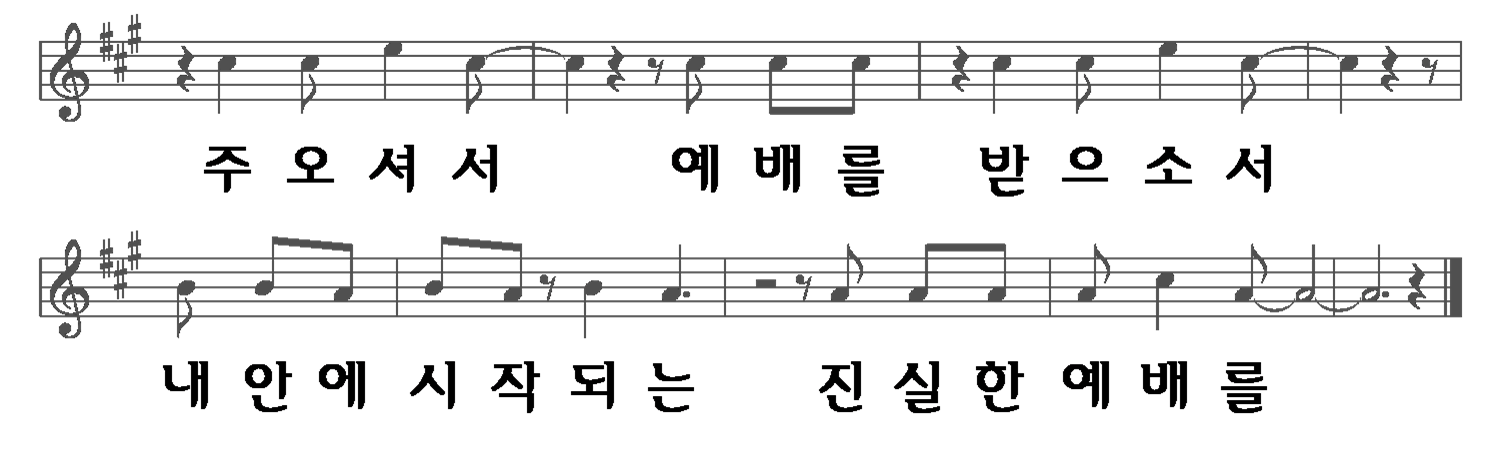 주 오 셔 서 예 배 를 받 으 소 서
내 안 에 시 작 되 는 진 실 한 예 배 를